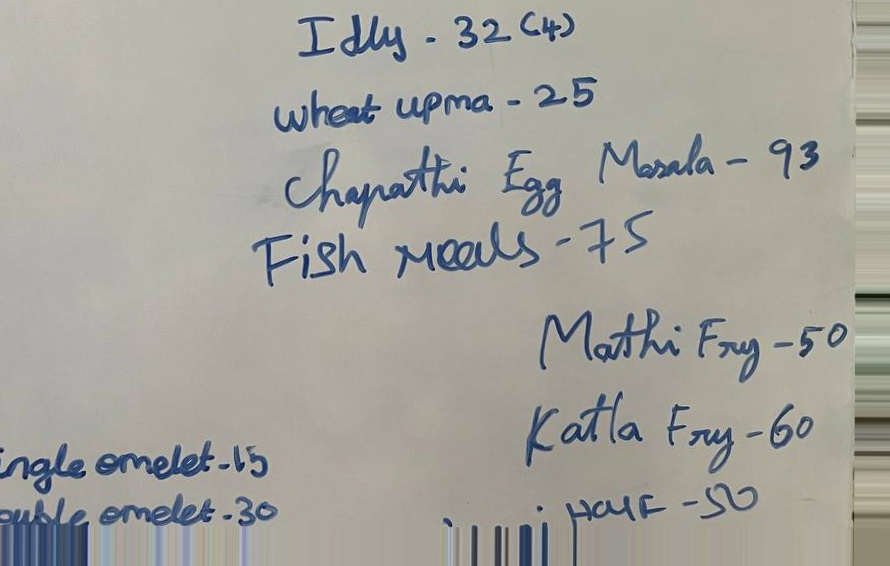 Idly - 32 (4)
Wheat upma - 25
Chapathi Egg Masala - 93
Fish meals - 75
Mathi Fry - 50
Katla Fry - 60
ingle omelet - 15
ouble omelet - 30
Half - 50